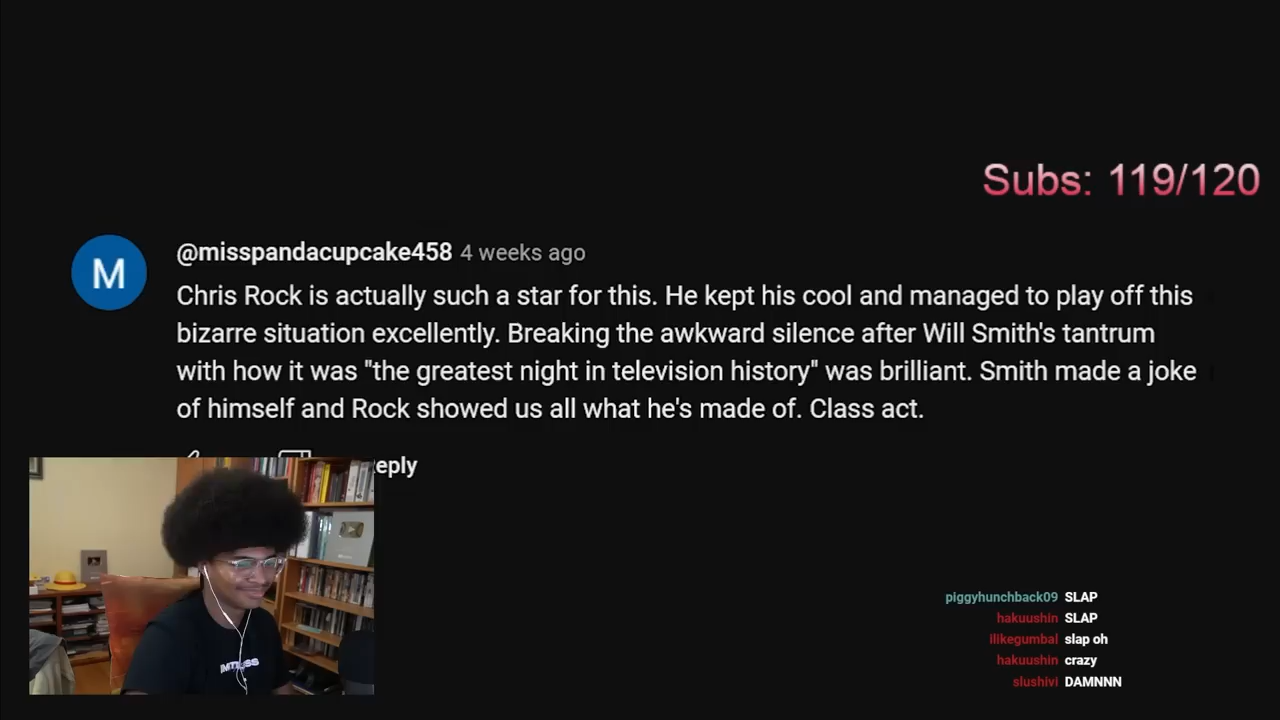 Subs: 119/120
@misspandacupcake458 4 weeks ago
Chris Rock is actually such a star for this. He kept his cool and managed to play off this
bizarre situation excellently. Breaking the awkward silence after Will Smith's tantrum
with how it was "the greatest night in television history" was brilliant. Smith made a joke
of himself and Rock showed us all what he's made of. Class act.
M
eply
piggyhunchback09 SLAP
hakuushin SLAP
ilikegumbal slap oh
hakuushin crazy
slushivi DAMNNN